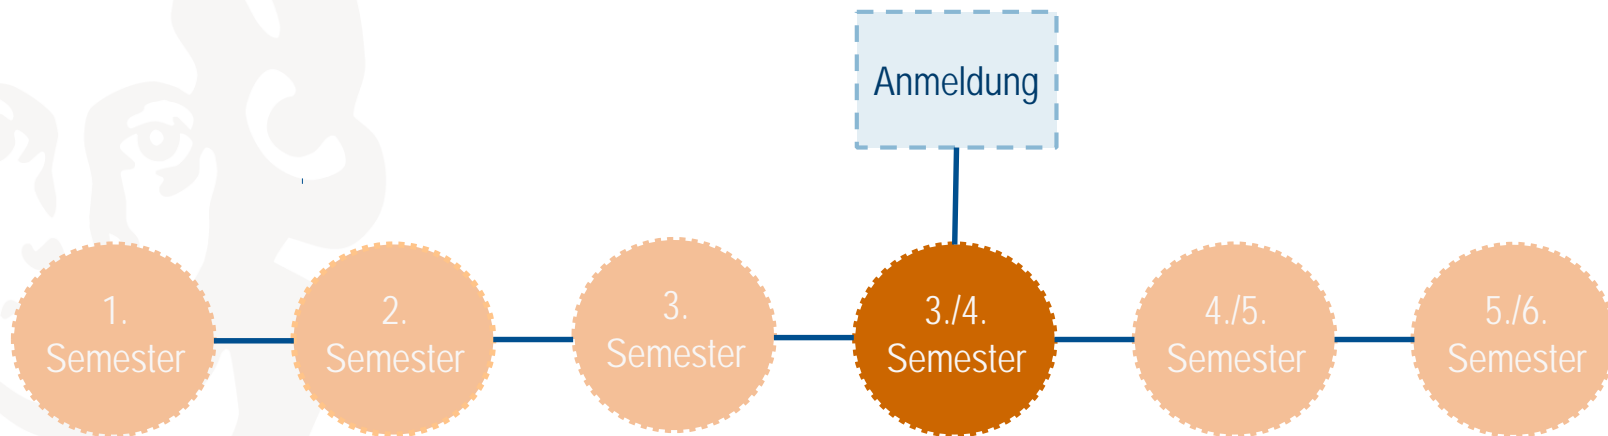 Anmeldung
1.
Semester
2.
Semester
3.
Semester
3./4.
Semester
4./5.
Semester
5./6.
Semester